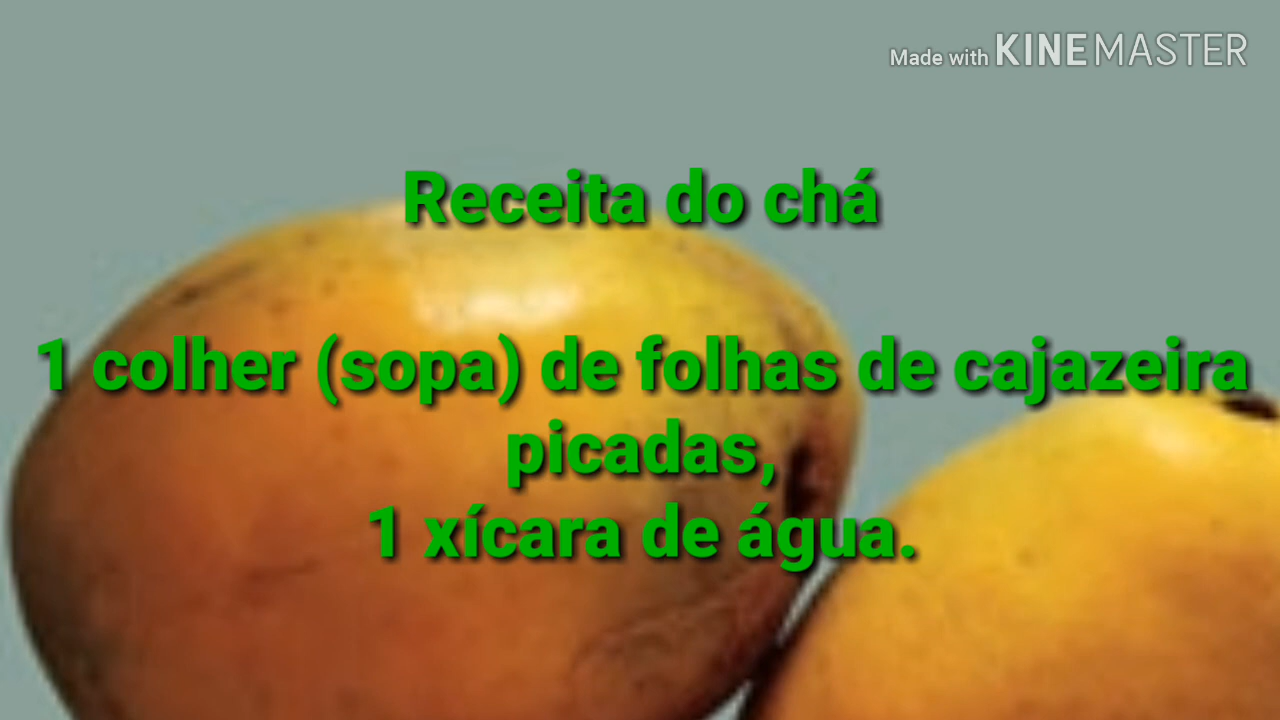 Made with KINEMASTER
Receita do chá
1 colher (sopa) de folhas de cajazeira
picadas,
1 xícara de água.